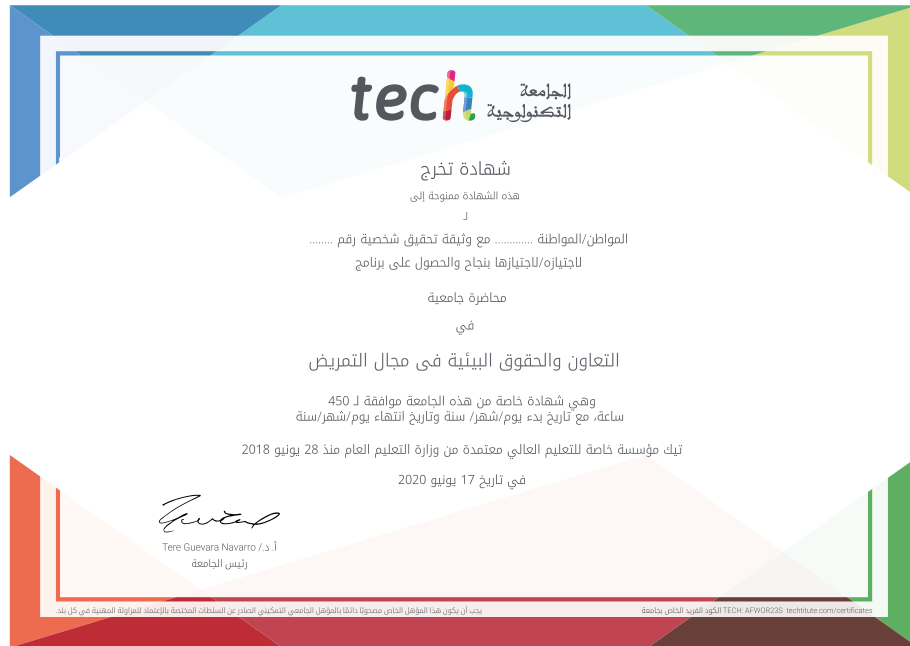 tech الجامعة
التكنولوجية
شهادة تخرج
هذه الشهادة ممنوحة إلى
لـ
المواطن/المواطنة ............. مع وثيقة تحقيق شخصية رقم ........
لاجتيازه/لاجتيازها بنجاح والحصول على برنامج
محاضرة جامعية
في
التعاون والحقوق البيئية فى مجال التمريض
وهي شهادة خاصة من هذه الجامعة موافقة لـ 450
ساعة، مع تاريخ بدء يوم/شهر/ سنة وتاريخ انتهاء يوم/شهر/سنة
تيك مؤسسة خاصة للتعليم العالي معتمدة من وزارة التعليم العام منذ 28 يونيو 2018
في تاريخ 17 يونيو 2020
أ. د./ Tere Guevara Navarro
رئيس الجامعة
يجب أن يكون هذا المؤهل الخاص مصحوبًا دائمًا بالمؤهل الجامعي التمكيني الصادر عن السلطات المختصة بالإعتماد للمزاولة المهنية في كل بلد.
الكود الفريد الخاص بجامعة TECH: AFWOR23S techtitute.com/certificates